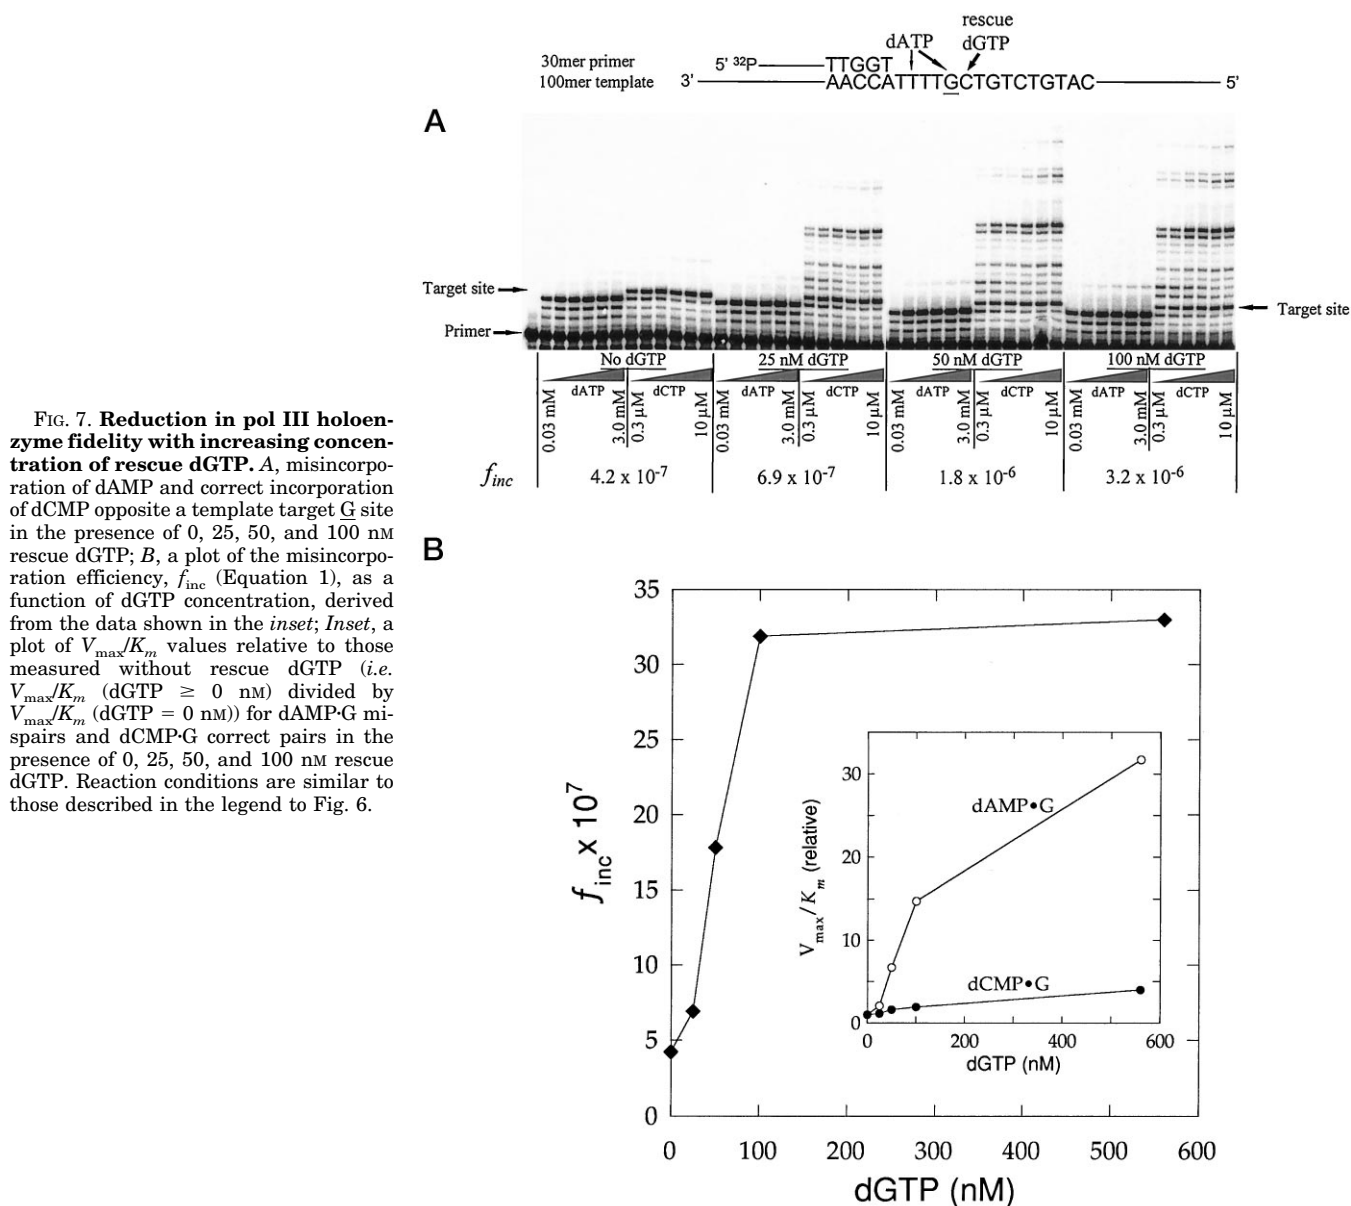 rescue
dATP dGTP
30mer primer 5' ³²P TTGGT
100mer template 3' AACCATTTTGCTGTCTGTAC 5'
A
Target site
Primer
Target site
No dGTP 25 nM dGTP 50 nM dGTP 100 nM dGTP
dATP dCTP dATP dCTP dATP dCTP dATP dCTP
0.03 mM 3.0 mM 0.3 µM 10 µM 0.03 mM 3.0 mM 0.3 µM 10 µM 0.03 mM 3.0 mM 0.3 µM 10 µM 0.03 mM 3.0 mM 0.3 µM 10 µM
f_inc 4.2 x 10⁻⁷ 6.9 x 10⁻⁷ 1.8 x 10⁻⁶ 3.2 x 10⁻⁶
FIG. 7. Reduction in pol III holoen-
zyme fidelity with increasing concen-
tration of rescue dGTP. A, misincorpo-
ration of dAMP and correct incorporation
of dCMP opposite a template target G site
in the presence of 0, 25, 50, and 100 nM
rescue dGTP; B, a plot of the misincorpo-
ration efficiency, f_inc (Equation 1), as a
function of dGTP concentration, derived
from the data shown in the inset; Inset, a
plot of V_max/K_m values relative to those
measured without rescue dGTP (i.e.
V_max/K_m (dGTP ≥ 0 nM) divided by
V_max/K_m (dGTP = 0 nM)) for dAMP·G mi-
spairs and dCMP·G correct pairs in the
presence of 0, 25, 50, and 100 nM rescue
dGTP. Reaction conditions are similar to
those described in the legend to Fig. 6.
B
35
30
25
20
15
10
5
0
f_inc x 10⁷
0 100 200 300 400 500 600
dGTP (nM)
30
20
10
0
V_max/K_m (relative)
dAMP•G
dCMP•G
0 200 400 600
dGTP (nM)